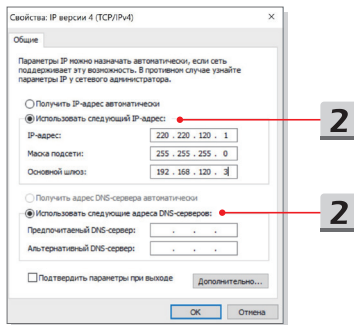 Свойства: IP версии 4 (TCP/IPv4)
Общие
Параметры IP можно назначать автоматически, если сеть
поддерживает эту возможность. В противном случае узнайте
параметры IP у сетевого администратора.
Получить IP-адрес автоматически
Использовать следующий IP-адрес:
2
IP-адрес: 220 . 220 . 120 . 1
Маска подсети: 255 . 255 . 255 . 0
Основной шлюз: 192 . 168 . 120 . 3
Получить адрес DNS-сервера автоматически
Использовать следующие адреса DNS-серверов:
2
Предпочитаемый DNS-сервер: . . .
Альтернативный DNS-сервер: . . .
Подтвердить параметры при выходе
Дополнительно...
OK Отмена